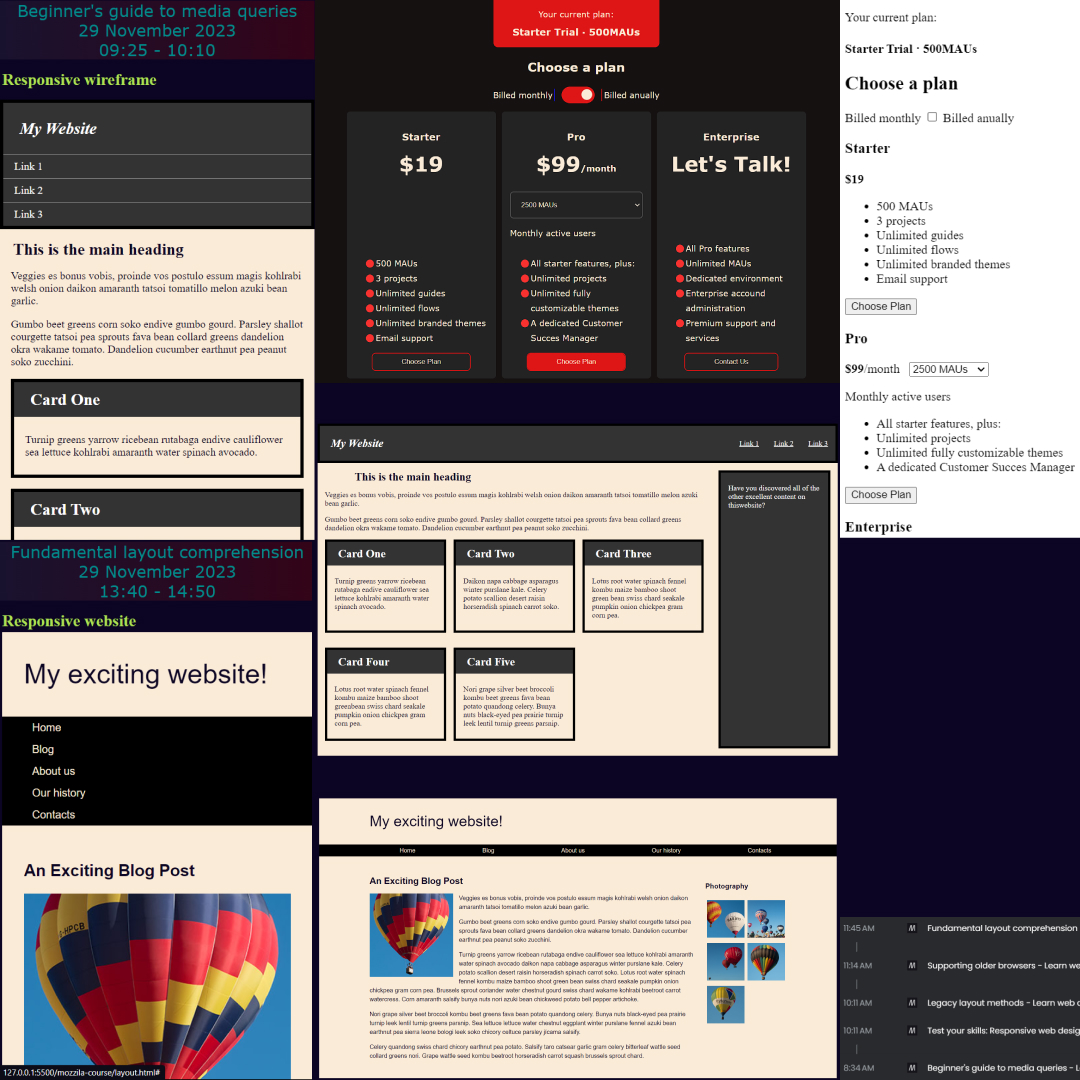 Beginner's guide to media queries
29 November 2023
09:25 - 10:10
Responsive wireframe
My Website
Link 1
Link 2
Link 3
This is the main heading
Veggies es bonus vobis, proinde vos postulo essum magis kohlrabi
welsh onion daikon amaranth tatsoi tomatillo melon azuki bean
garlic.
Gumbo beet greens corn soko endive gumbo gourd. Parsley shallot
courgette tatsoi pea sprouts fava bean collard greens dandelion
okra wakame tomato. Dandelion cucumber earthnut pea peanut
soko zucchini.
Card One
Turnip greens yarrow ricebean rutabaga endive cauliflower
sea lettuce kohlrabi amaranth water spinach avocado.
Card Two
Fundamental layout comprehension
29 November 2023
13:40 - 14:50
Responsive website
My exciting website!
Home
Blog
About us
Our history
Contacts
An Exciting Blog Post
G-HPCB
127.0.0.1:5500/mozzila-course/layout.html#
Your current plan:
Starter Trial · 500MAUs
Choose a plan
Billed monthly Billed anually
Starter
$19
500 MAUs
3 projects
Unlimited guides
Unlimited flows
Unlimited branded themes
Email support
Choose Plan
Pro
$99/month
2500 MAUs
Monthly active users
All starter features, plus:
Unlimited projects
Unlimited fully
customizable themes
A dedicated Customer
Succes Manager
Choose Plan
Enterprise
Let's Talk!
All Pro features
Unlimited MAUs
Dedicated environment
Enterprise accound
administration
Premium support and
services
Contact Us
My Website
Link 1 Link 2 Link 3
This is the main heading
Veggies es bonus vobis, proinde vos postulo essum magis kohlrabi welsh onion daikon amaranth tatsoi tomatillo melon azuki
bean garlic.
Gumbo beet greens corn soko endive gumbo gourd. Parsley shallot courgette tatsoi pea sprouts fava bean collard greens
dandelion okra wakame tomato. Dandelion cucumber earthnut pea peanut soko zucchini.
Have you discovered all of the
other excellent content on
thiswebsite?
Card One
Turnip greens yarrow ricebean
rutabaga endive cauliflower sea
lettuce kohlrabi amaranth water
spinach avocado.
Card Two
Daikon napa cabbage asparagus
winter purslane kale. Celery
potato scallion desert raisin
horseradish spinach carrot soko.
Card Three
Lotus root water spinach fennel
kombu maize bamboo shoot
green bean swiss chard seakale
pumpkin onion chickpea gram
corn pea.
Card Four
Lotus root water spinach fennel
kombu maize bamboo shoot
greenbean swiss chard seakale
pumpkin onion chickpea gram
corn pea.
Card Five
Nori grape silver beet broccoli
kombu beet greens fava bean
potato quandong celery. Bunya
nuts black-eyed pea prairie turnip
leek lentil turnip greens parsnip.
My exciting website!
Home Blog About us Our history Contacts
An Exciting Blog Post
Veggies es bonus vobis, proinde vos postulo essum magis kohlrabi welsh onion daikon
amaranth tatsoi tomatillo melon azuki bean garlic.
Gumbo beet greens corn soko endive gumbo gourd. Parsley shallot courgette tatsoi pea
sprouts fava bean collard greens dandelion okra wakame tomato. Dandelion cucumber
earthnut pea peanut soko zucchini.
Turnip greens yarrow ricebean rutabaga endive cauliflower sea lettuce kohlrabi amaranth
water spinach avocado daikon napa cabbage asparagus winter purslane kale. Celery
potato scallion desert raisin horseradish spinach carrot soko. Lotus root water spinach
fennel kombu maize bamboo shoot green bean swiss chard seakale pumpkin onion
chickpea gram corn pea. Brussels sprout coriander water chestnut gourd swiss chard wakame kohlrabi beetroot carrot
watercress. Corn amaranth salsify bunya nuts nori azuki bean chickweed potato bell pepper artichoke.
Nori grape silver beet broccoli kombu beet greens fava bean potato quandong celery. Bunya nuts black-eyed pea prairie
turnip leek lentil turnip greens parsnip. Sea lettuce lettuce water chestnut eggplant winter purslane fennel azuki bean
earthnut pea sierra leone bologi leek soko chicory celtuce parsley jícama salsify.
Celery quandong swiss chard chicory earthnut pea potato. Salsify taro catsear garlic gram celery bitterleaf wattle seed
collard greens nori. Grape wattle seed kombu beetroot horseradish carrot squash brussels sprout chard.
Photography
Your current plan:
Starter Trial · 500MAUs
Choose a plan
Billed monthly Billed anually
Starter
$19
500 MAUs
3 projects
Unlimited guides
Unlimited flows
Unlimited branded themes
Email support
Choose Plan
Pro
$99/month 2500 MAUs
Monthly active users
All starter features, plus:
Unlimited projects
Unlimited fully customizable themes
A dedicated Customer Succes Manager
Choose Plan
Enterprise
11:45 AM M Fundamental layout comprehension
11:14 AM M Supporting older browsers - Learn we
10:11 AM M Legacy layout methods - Learn web d
10:11 AM M Test your skills: Responsive web desig
8:34 AM M Beginner's guide to media queries - L